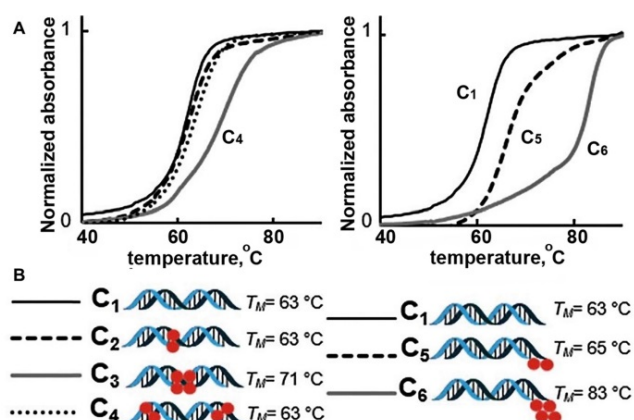 A
1
Normalized absorbance
C4
0
40 60 80
temperature,°C
1
Normalized absorbance
C1
C5
C6
0
40 60 80
temperature,°C
B
C1 TM= 63 °C
C2 TM= 63 °C
C3 TM= 71 °C
C4 TM= 63 °C
C1 TM= 63 °C
C5 TM= 65 °C
C6 TM= 83 °C